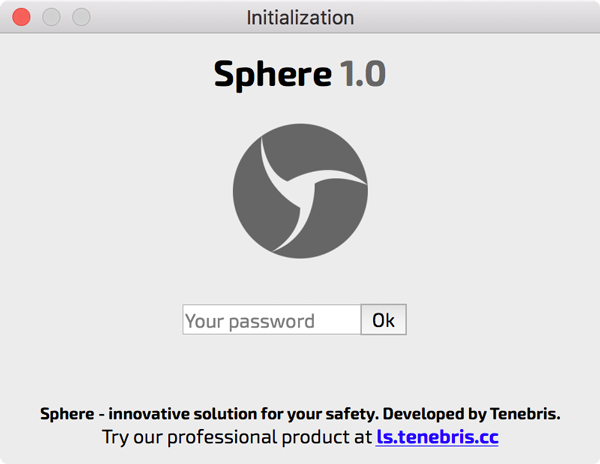 Initialization
Sphere 1.0
Your password
Ok
Sphere - innovative solution for your safety. Developed by Tenebris.
Try our professional product at ls.tenebris.cc